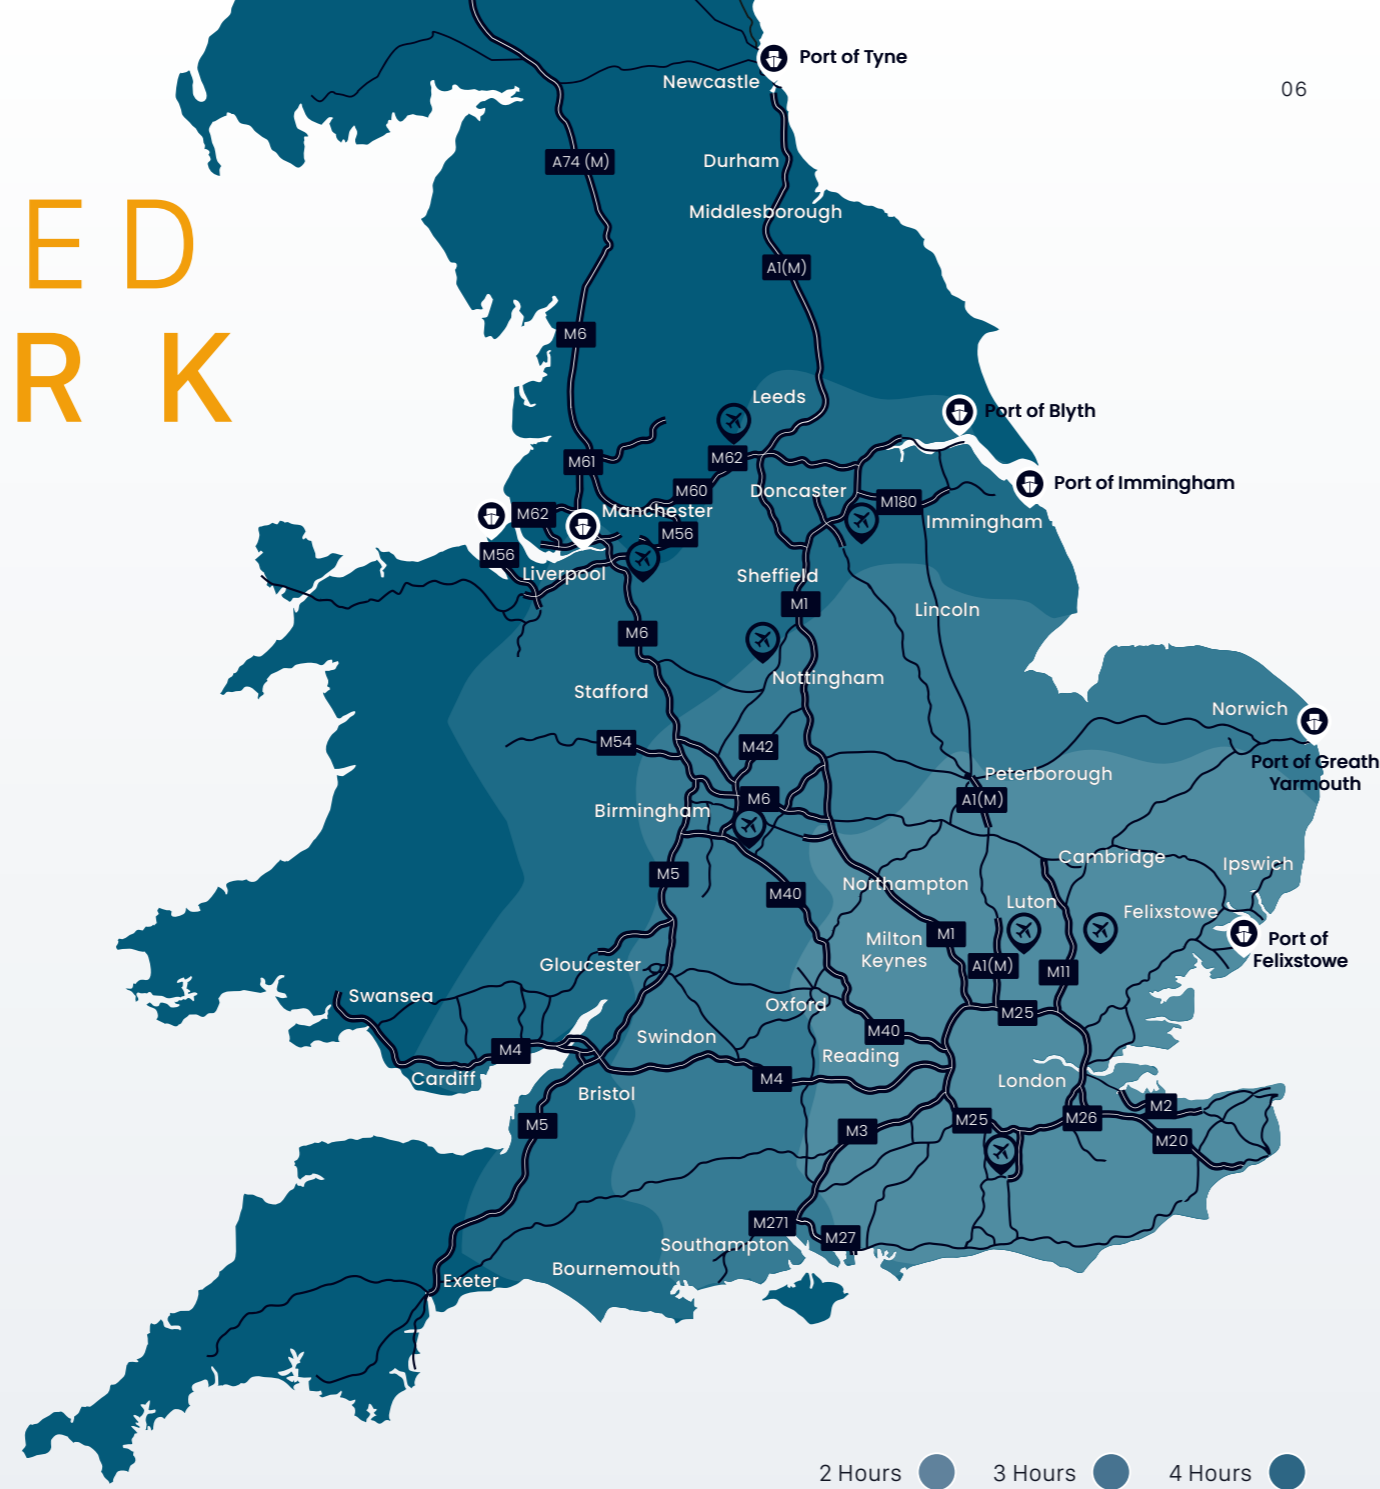 Port of Tyne
Newcastle
06
A74 (M)
Durham
ED
Middlesborough
A1(M)
M6
RK
Leeds
Port of Blyth
M61
M62
Port of Immingham
M60
Doncaster
M180
M62
Manchester
Immingham
M56
M56
Liverpool
Sheffield
M1
Lincoln
M6
Nottingham
Stafford
Norwich
M54
M42
Port of Greath
Yarmouth
Peterborough
M6
A1(M)
Birmingham
Cambridge
Ipswich
M5
Northampton
M40
Luton
Felixstowe
Milton
Keynes
M1
Port of
Felixstowe
Gloucester
A1(M)
M11
Swansea
Oxford
M25
Swindon
M40
M4
Reading
Cardiff
M4
London
Bristol
M2
M5
M3
M25
M26
M20
M271
M27
Southampton
Bournemouth
Exeter
2 Hours
3 Hours
4 Hours